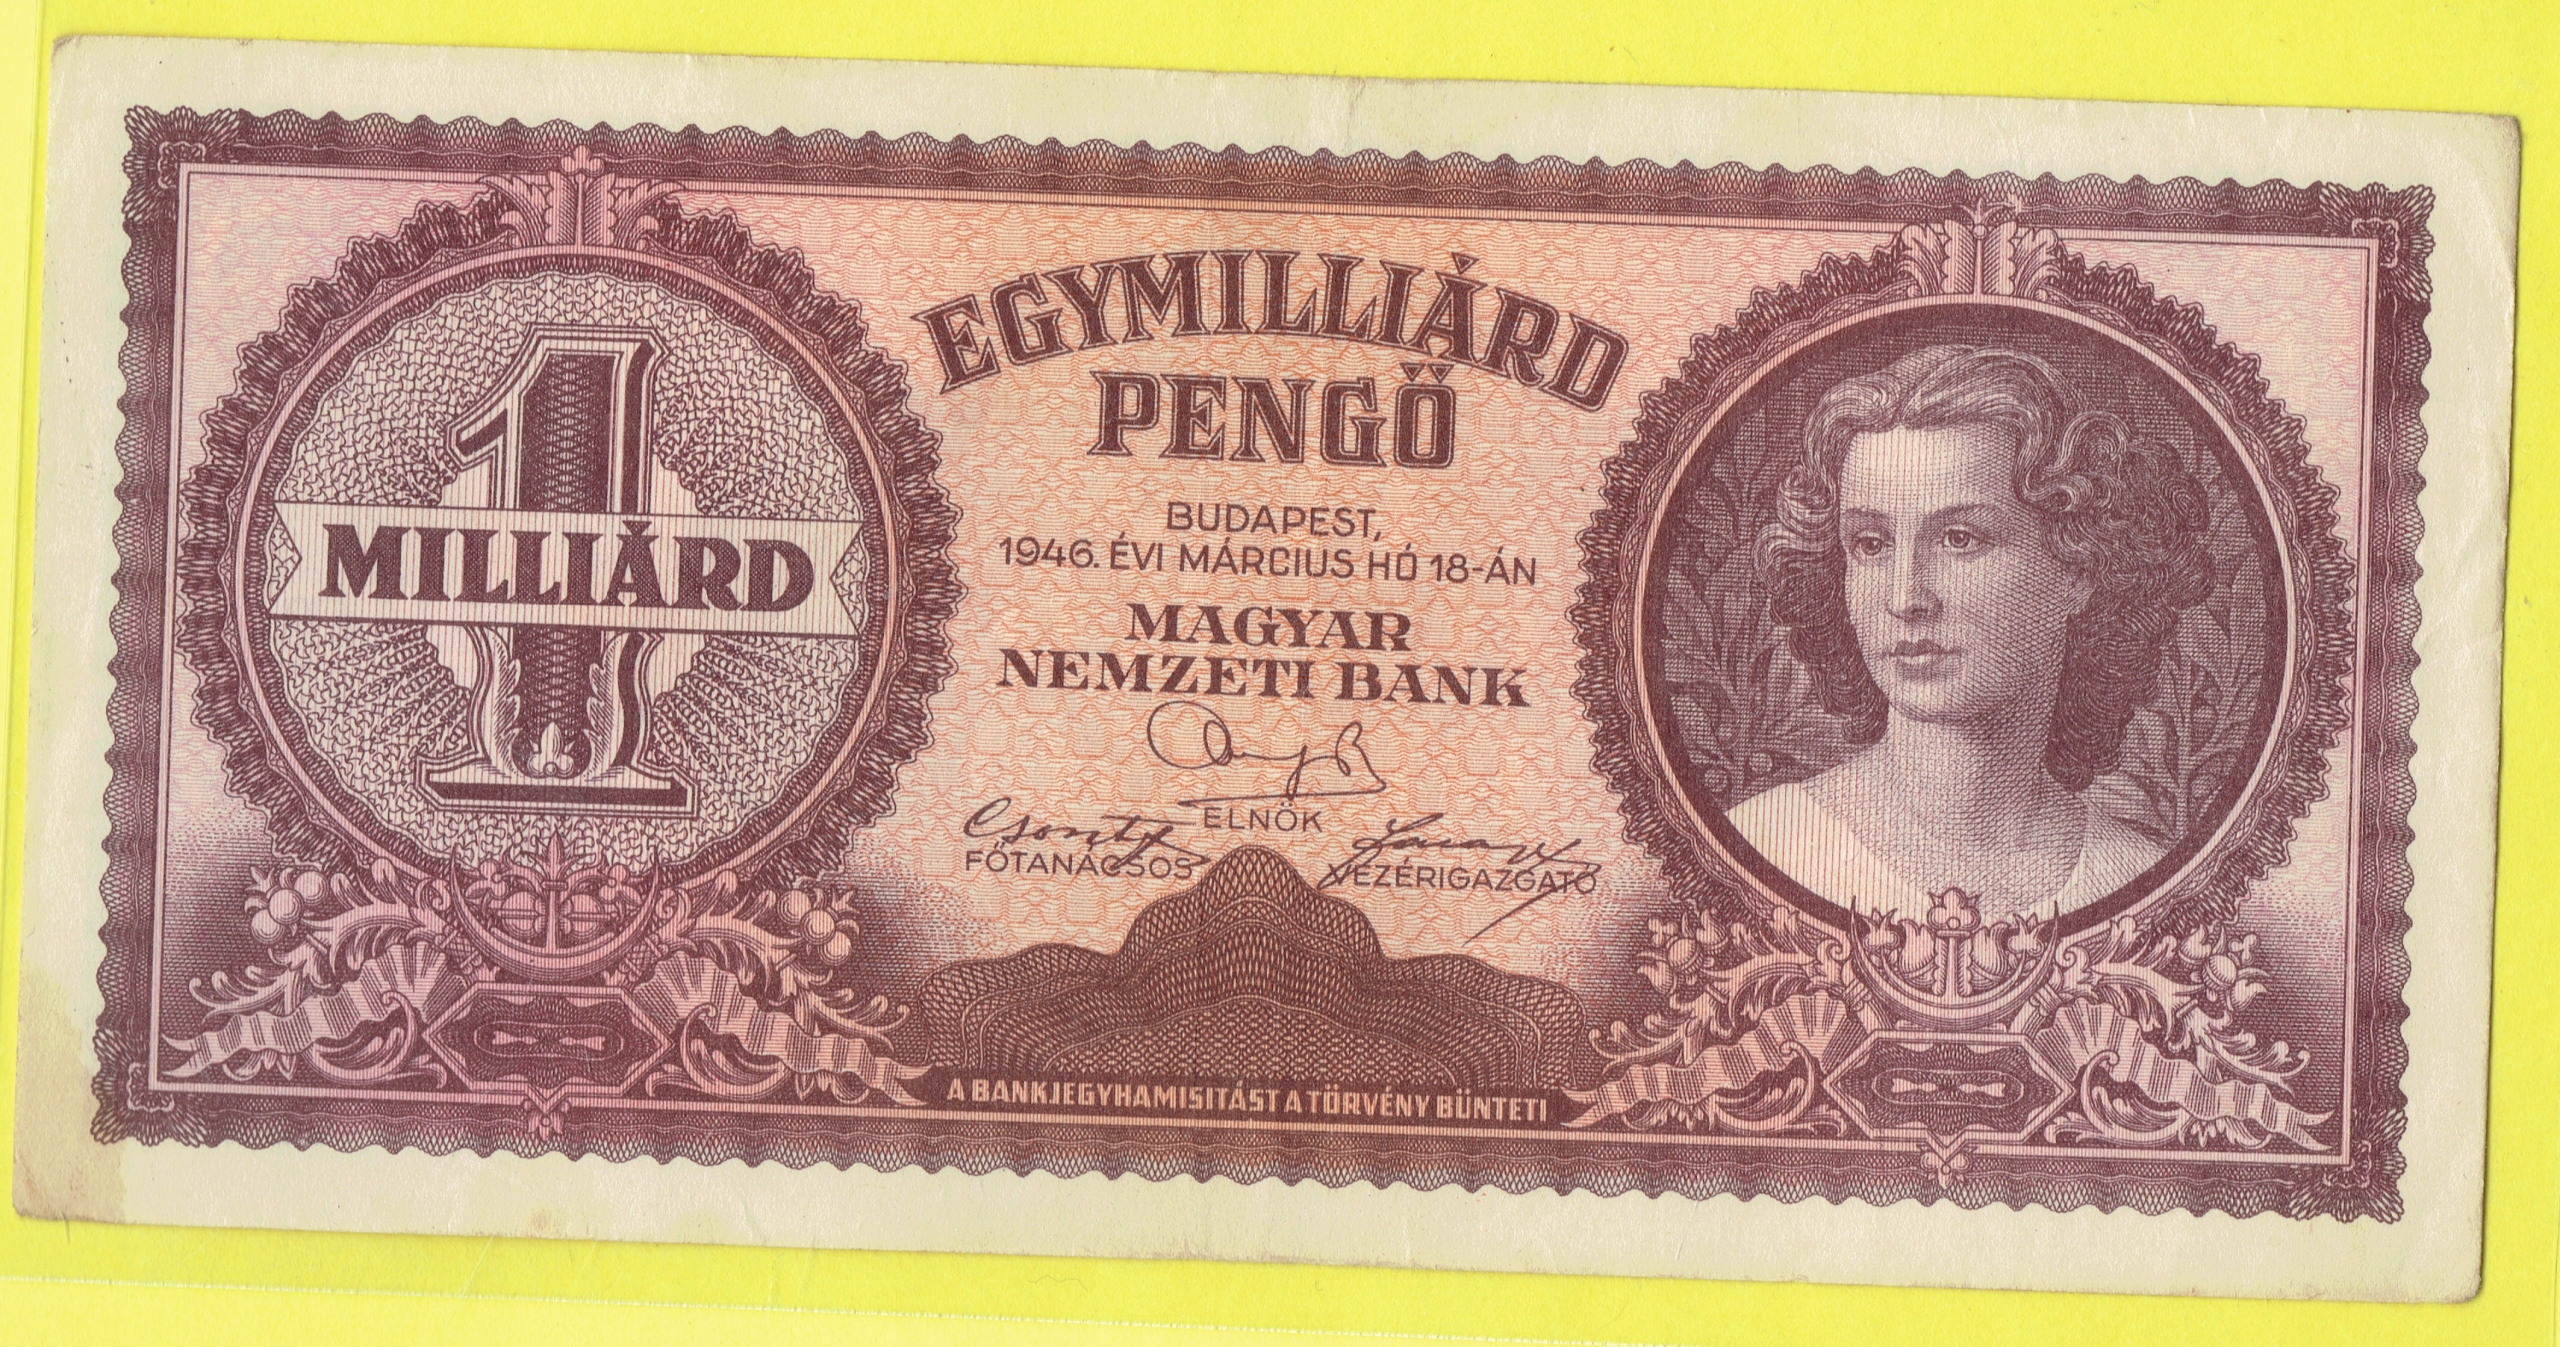 EGYMILLIÁRD
PENGŐ
1
MILLIÁRD
BUDAPEST,
1946. ÉVI MÁRCIUS HÓ 18-ÁN
MAGYAR
NEMZETI BANK
ELNÖK
FŐTANÁCSOS
VEZÉRIGAZGATÓ
A BANKJEGYHAMISITÁST A TÖRVÉNY BÜNTETI